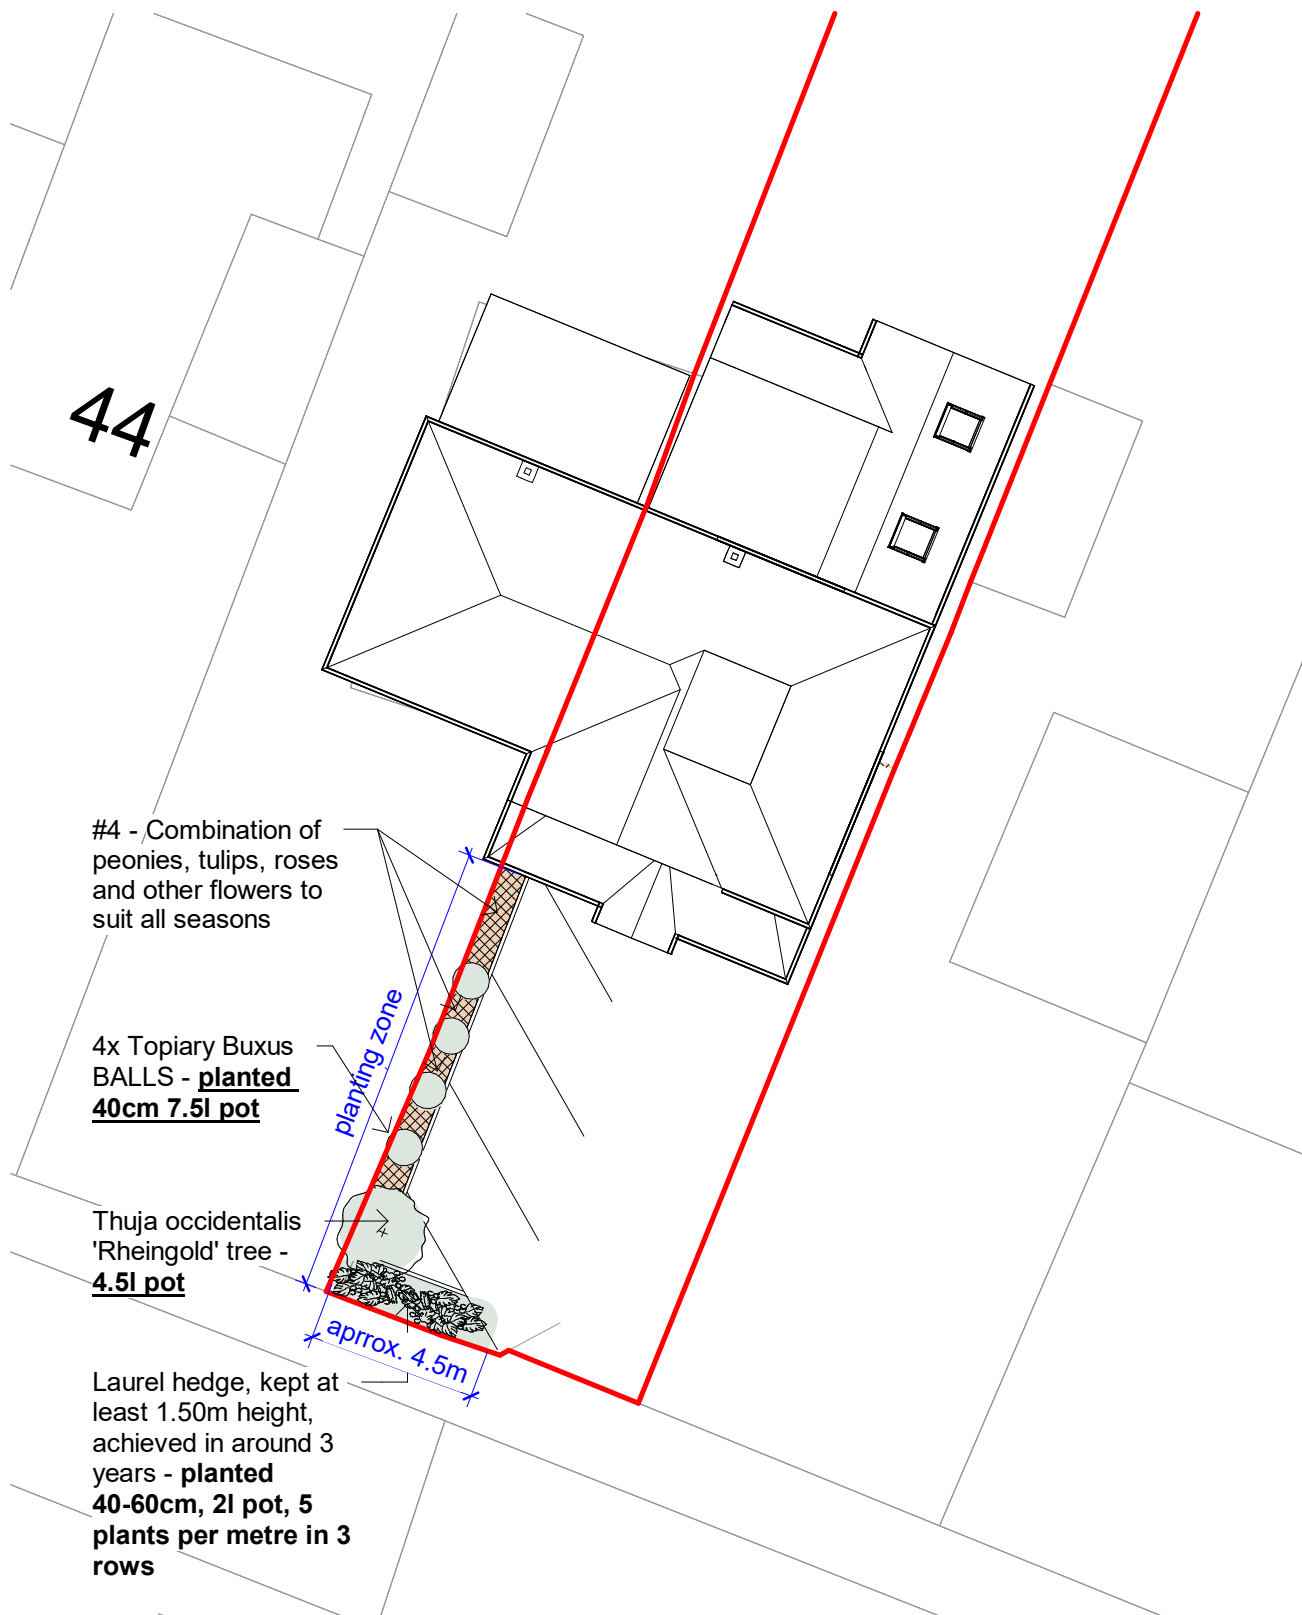 44
#4 - Combination of
peonies, tulips, roses
and other flowers to
suit all seasons
planting zone
4x Topiary Buxus
BALLS - planted
40cm 7.5l pot
Thuja occidentalis
'Rheingold' tree -
4.5l pot
aprrox. 4.5m
Laurel hedge, kept at
least 1.50m height,
achieved in around 3
years - planted
40-60cm, 2l pot, 5
plants per metre in 3
rows